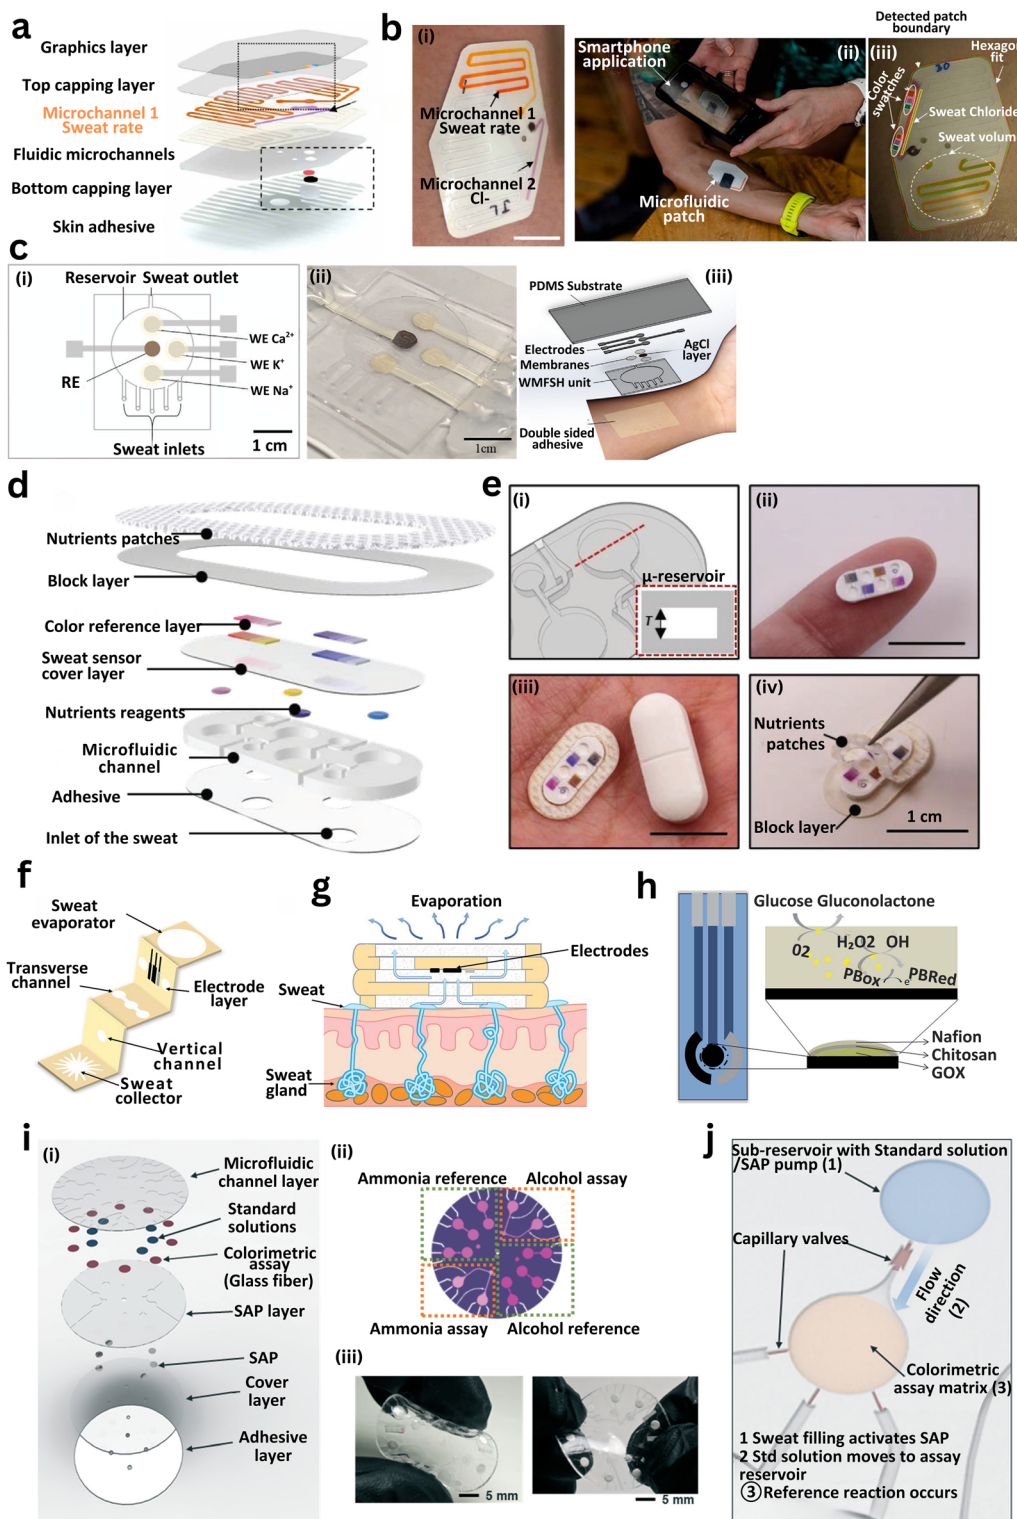 a
Graphics layer
Top capping layer
Microchannel 1
Sweat rate
Fluidic microchannels
Bottom capping layer
Skin adhesive
b
(i)
Microchannel 1
Sweat rate
Microchannel 2
Cl-
JL
Smartphone
application
(ii)
Microfluidic
patch
Detected patch
boundary
(iii)
Hexagon
fit
Color
swatches
Sweat Chloride
Sweat volum
c
(i)
Reservoir Sweat outlet
WE Ca²⁺
WE K⁺
RE
WE Na⁺
Sweat inlets
1 cm
(ii)
1cm
(iii)
PDMS Substrate
Electrodes
AgCl
layer
Membranes
WMFSH unit
Double sided
adhesive
d
Nutrients patches
Block layer
Color reference layer
Sweat sensor
cover layer
Nutrients reagents
Microfluidic
channel
Adhesive
Inlet of the sweat
e
(i)
μ-reservoir
T
(ii)
(iii)
(iv)
Nutrients
patches
Block layer
1 cm
f
Sweat
evaporator
Transverse
channel
Electrode
layer
Vertical
channel
Sweat
collector
g
Evaporation
Electrodes
Sweat
Sweat
gland
h
Glucose Gluconolactone
02
H₂O2 OH
PBox
e
PBRed
Nafion
Chitosan
GOX
i
(i)
Microfluidic
channel layer
Standard
solutions
Colorimetric
assay
(Glass fiber)
SAP layer
SAP
Cover
layer
Adhesive
layer
(ii)
Ammonia reference
Alcohol assay
Ammonia assay
Alcohol reference
(iii)
5 mm
5 mm
j
Sub-reservoir with Standard solution
/SAP pump (1)
Capillary valves
Flow
direction
(2)
Colorimetric
assay matrix (3)
1 Sweat filling activates SAP
2 Std solution moves to assay
reservoir
③ Reference reaction occurs